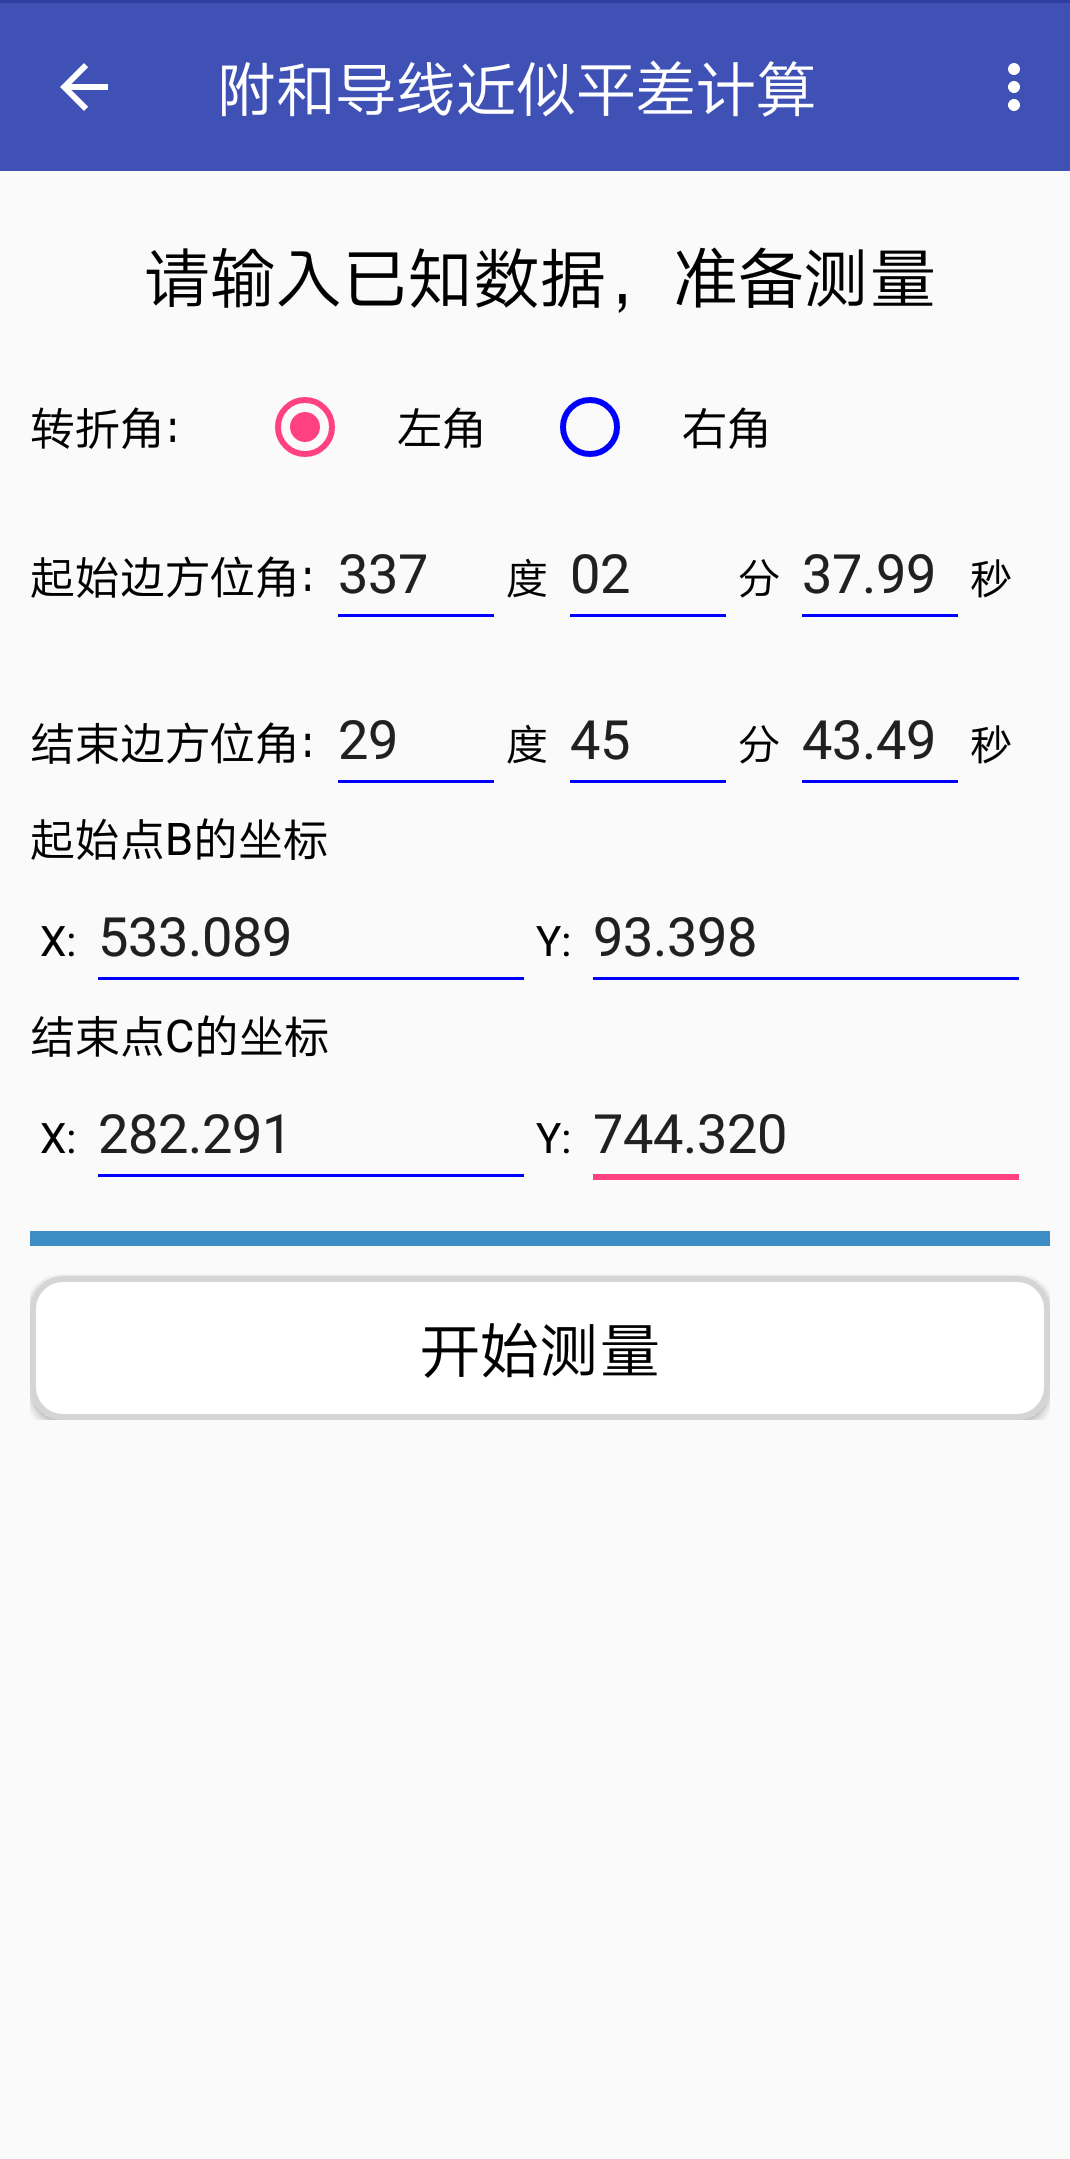 附和导线近似平差计算
请输入已知数据，准备测量
转折角: 左角 右角
起始边方位角: 337 度 02 分 37.99 秒
结束边方位角: 29 度 45 分 43.49 秒
起始点B的坐标
X: 533.089 Y: 93.398
结束点C的坐标
X: 282.291 Y: 744.320
开始测量